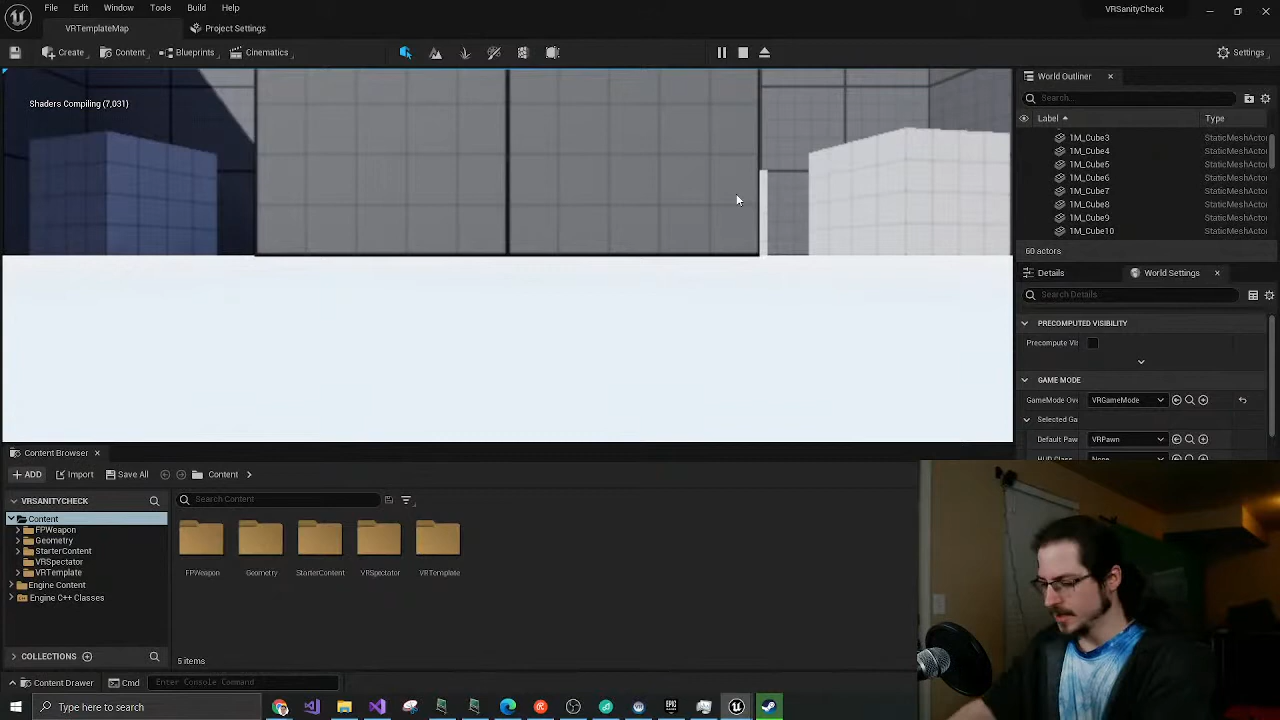 File Edit Window Tools Build Help
VRSanityCheck
VRTemplateMap
Project Settings
Create
Content
Blueprints
Cinematics
Settings
Shaders Compiling (7,031)
World Outliner
Search...
Label
Type
1M_Cube3 StaticMeshActor
1M_Cube4 StaticMeshActor
1M_Cube5 StaticMeshActor
1M_Cube6 StaticMeshActor
1M_Cube7 StaticMeshActor
1M_Cube8 StaticMeshActor
1M_Cube9 StaticMeshActor
1M_Cube10 StaticMeshActor
60 actors
Details
World Settings
Search Details
PRECOMPUTED VISIBILITY
Precompute Vis
GAME MODE
GameMode Ove
VRGameMode
Selected Ga
Default Paw
VRPawn
HUD Class
None
Content Browser
ADD
Import
Save All
Content
VRSANITYCHECK
Search Content
Content
FPWeapon
Geometry
StarterContent
VRSpectator
VRTemplate
Engine Content
Engine C++ Classes
FPWeapon
Geometry
StarterContent
VRSpectator
VRTemplate
COLLECTIONS
5 items
Content Drawer
Cmd
Enter Console Command
Type here to search